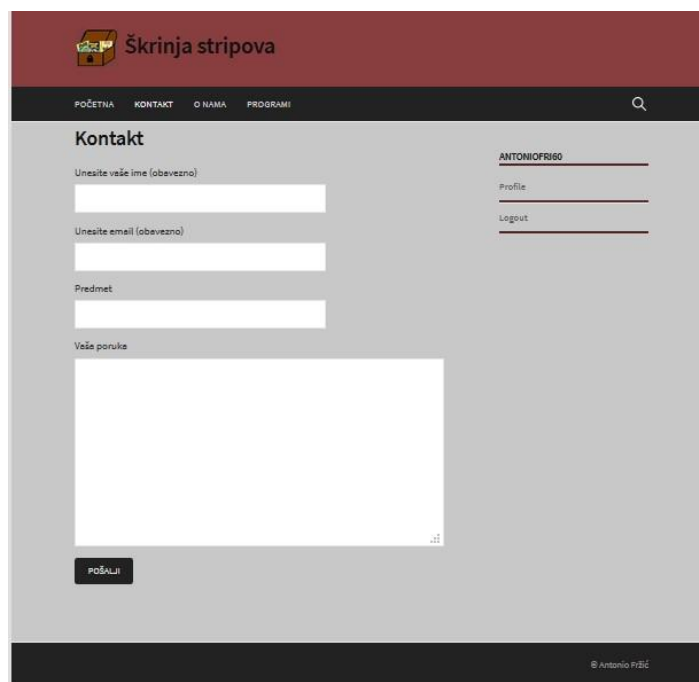 Škrinja stripova
POČETNA KONTAKT O NAMA PROGRAMI
Kontakt
Unesite vaše ime (obavezno)
Unesite email (obavezno)
Predmet
Vaša poruka
POŠALJI
ANTONIOFRI60
Profile
Logout
© Antonio Fržić